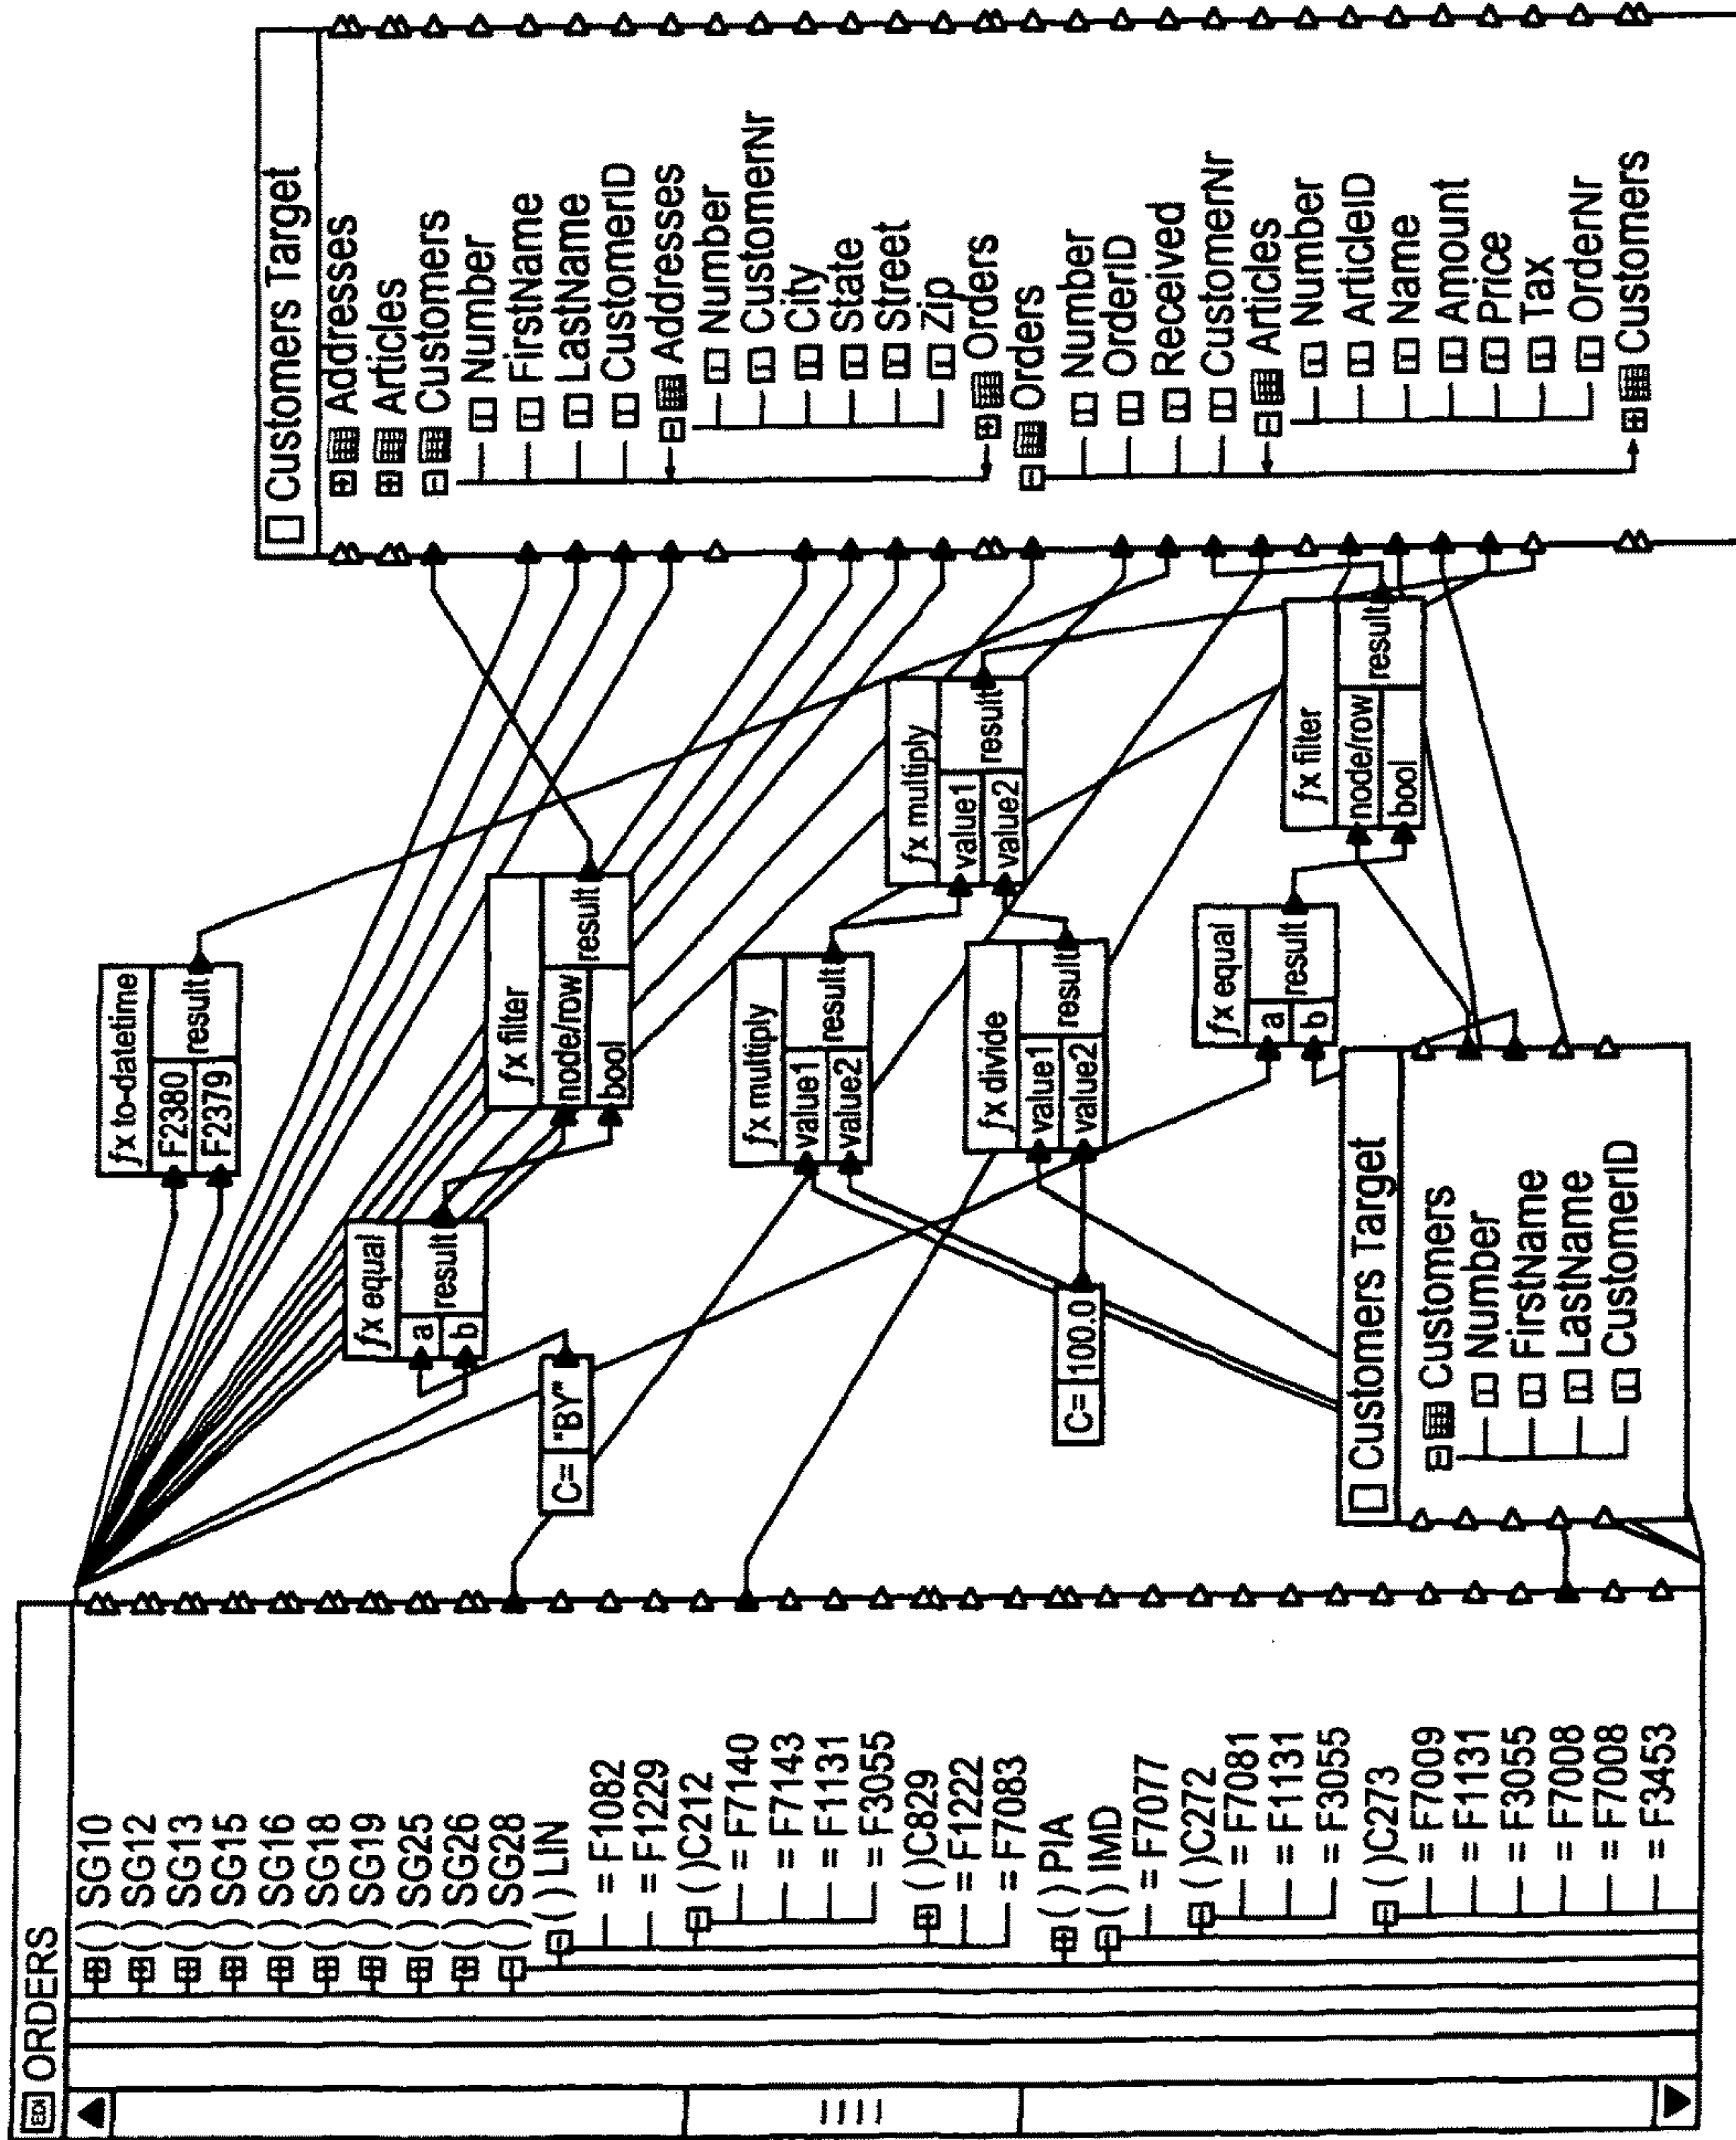 EDI ORDERS
( ) SG10
( ) SG12
( ) SG13
( ) SG15
( ) SG16
( ) SG18
( ) SG19
( ) SG25
( ) SG26
( ) SG28
( ) LIN
= F1082
= F1229
( )C212
= F7140
= F7143
= F1131
= F3055
( )C829
= F1222
= F7083
( ) PIA
( ) IMD
= F7077
( )C272
= F7081
= F1131
= F3055
( )C273
= F7009
= F1131
= F3055
= F7008
= F7008
= F3453
fx to-datetime
F2380
F2379
result
fx equal
a
b
result
C= "BY"
fx filter
node/row
bool
result
fx multiply
value1
value2
result
fx divide
value1
value2
result
C= 100.0
fx multiply
value1
value2
result
fx equal
a
b
result
fx filter
node/row
bool
result
Customers Target
Customers
Number
FirstName
LastName
CustomerID
Customers Target
Addresses
Articles
Customers
Number
FirstName
LastName
CustomerID
Addresses
Number
CustomerNr
City
State
Street
Zip
Orders
Orders
Number
OrderID
Received
CustomerNr
Articles
Number
ArticleID
Name
Amount
Price
Tax
OrderNr
Customers